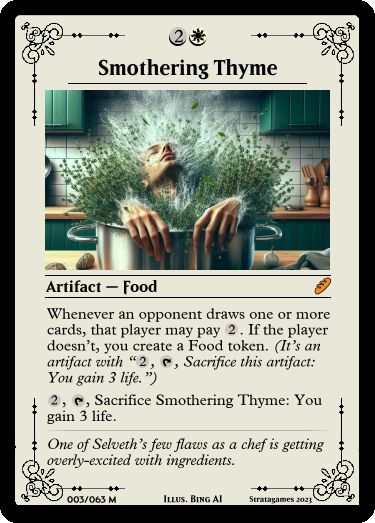 2
Smothering Thyme
Artifact — Food
Whenever an opponent draws one or more
cards, that player may pay 2. If the player
doesn't, you create a Food token. (It's an
artifact with “2, , Sacrifice this artifact:
You gain 3 life.”)
2, , Sacrifice Smothering Thyme: You
gain 3 life.
One of Selveth's few flaws as a chef is getting
overly-excited with ingredients.
003/063 M
Illus. Bing AI
Stratagames 2023